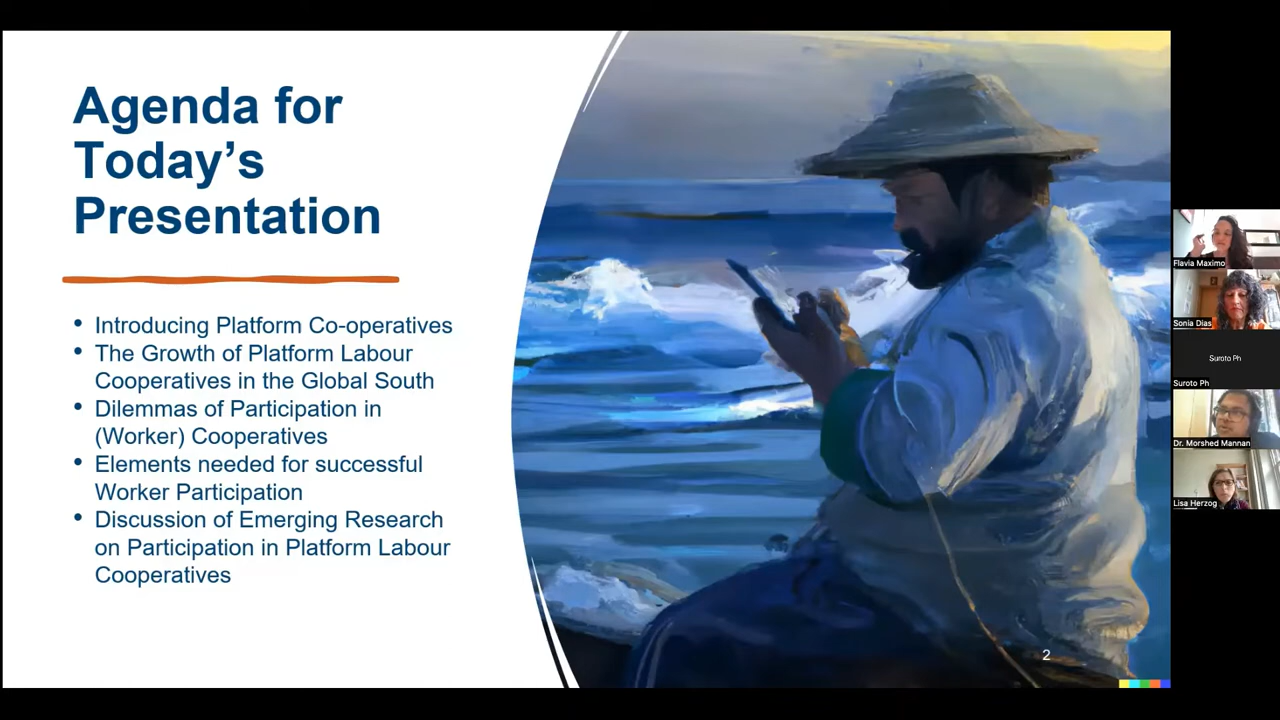 Agenda for
Today’s
Presentation
• Introducing Platform Co-operatives
• The Growth of Platform Labour
Cooperatives in the Global South
• Dilemmas of Participation in
(Worker) Cooperatives
• Elements needed for successful
Worker Participation
• Discussion of Emerging Research
on Participation in Platform Labour
Cooperatives
2
Flavia Maximo
Sonia Dias
Suroto Ph
Suroto Ph
Dr. Morshed Mannan
Lisa Herzog